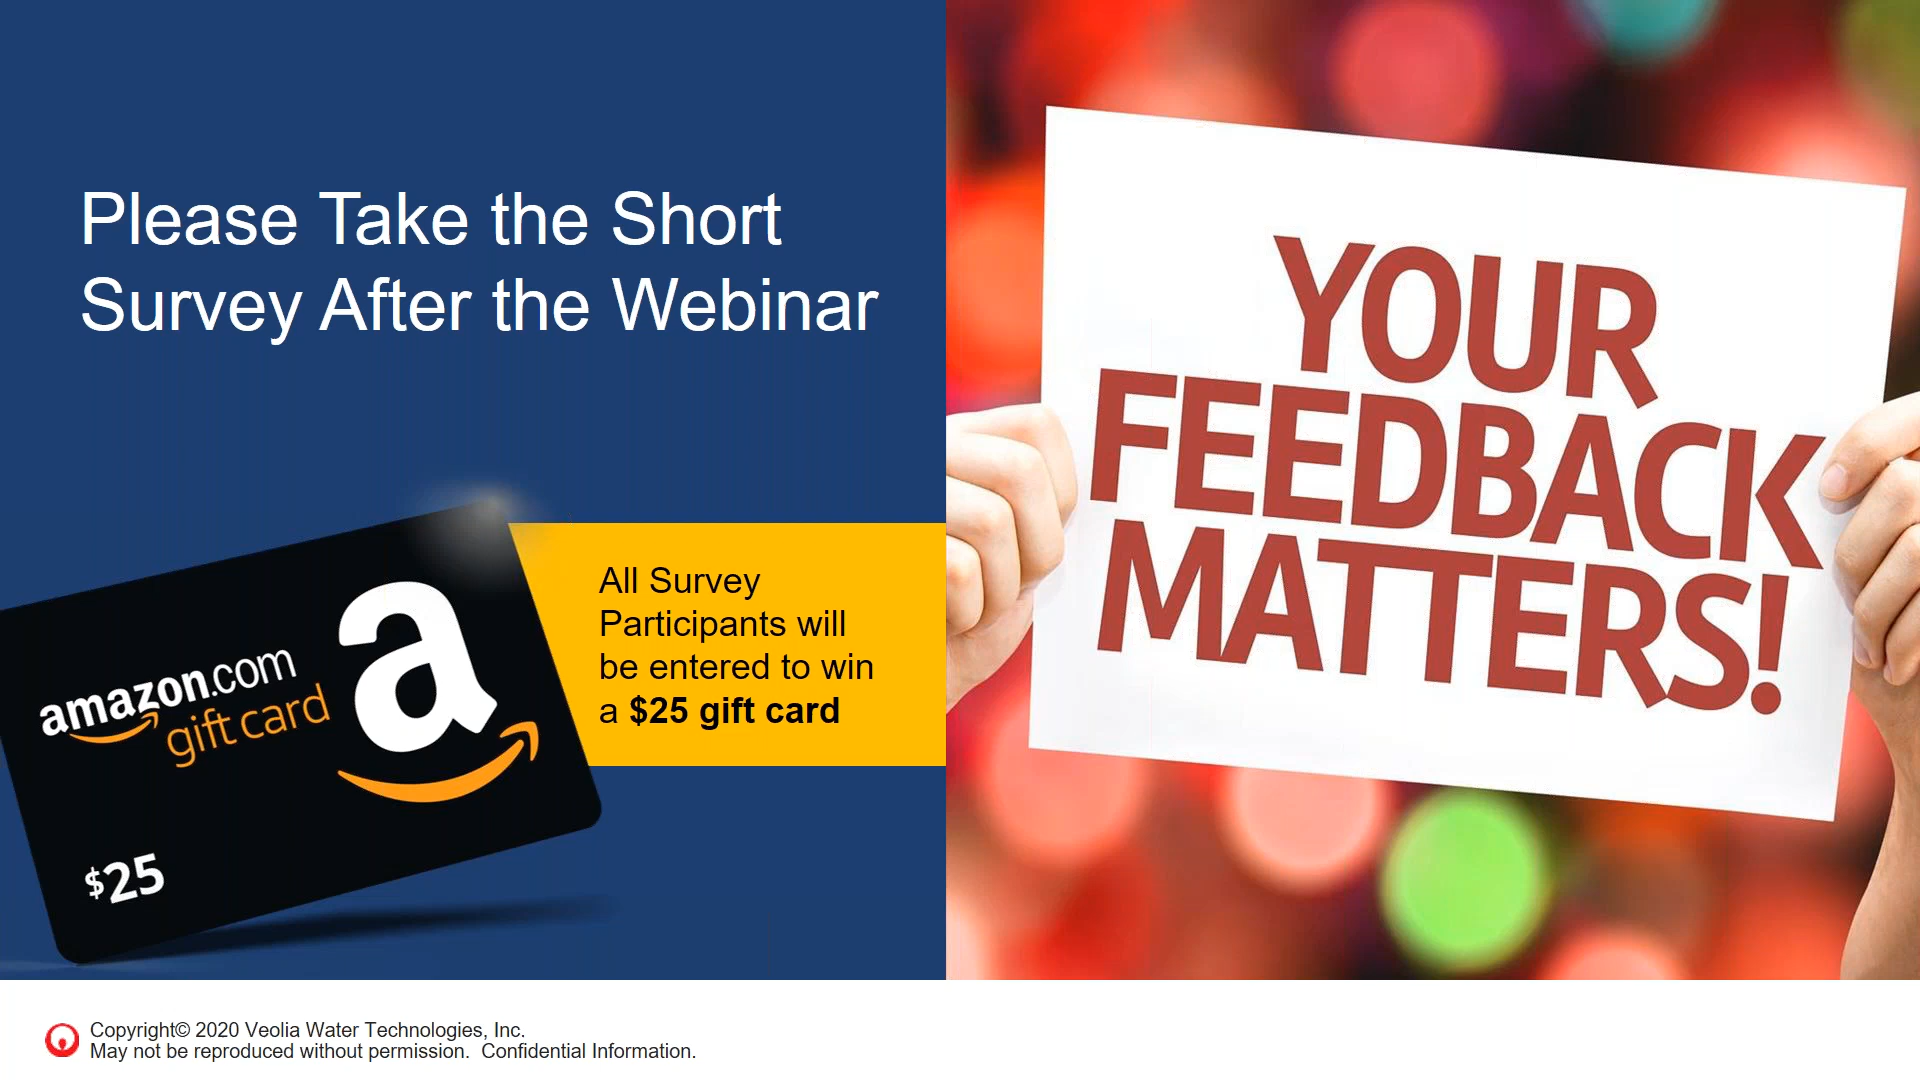 Please Take the Short
Survey After the Webinar
All Survey
Participants will
be entered to win
a $25 gift card
amazon.com
gift card
a
$25
YOUR
FEEDBACK
MATTERS!
Copyright© 2020 Veolia Water Technologies, Inc.
May not be reproduced without permission.  Confidential Information.